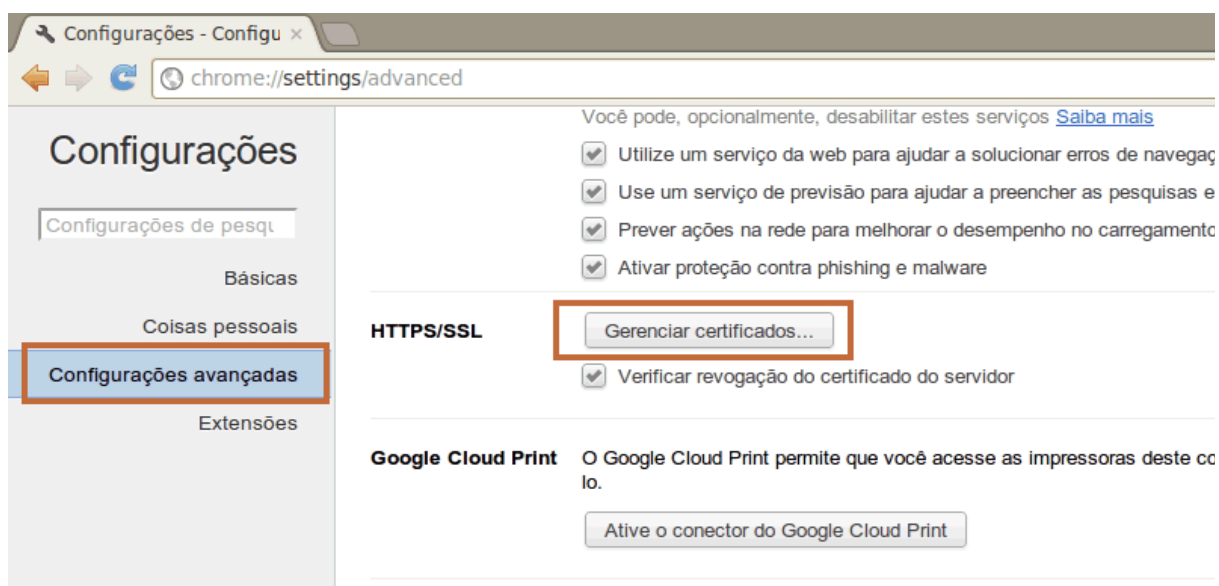 Configurações - Configu
chrome://settings/advanced
Configurações
Configurações de pesqu
Básicas
Coisas pessoais
Configurações avançadas
Extensões
Você pode, opcionalmente, desabilitar estes serviços Saiba mais
Utilize um serviço da web para ajudar a solucionar erros de navegaç
Use um serviço de previsão para ajudar a preencher as pesquisas e
Prever ações na rede para melhorar o desempenho no carregamento
Ativar proteção contra phishing e malware
HTTPS/SSL
Gerenciar certificados...
Verificar revogação do certificado do servidor
Google Cloud Print
O Google Cloud Print permite que você acesse as impressoras deste co
lo.
Ative o conector do Google Cloud Print